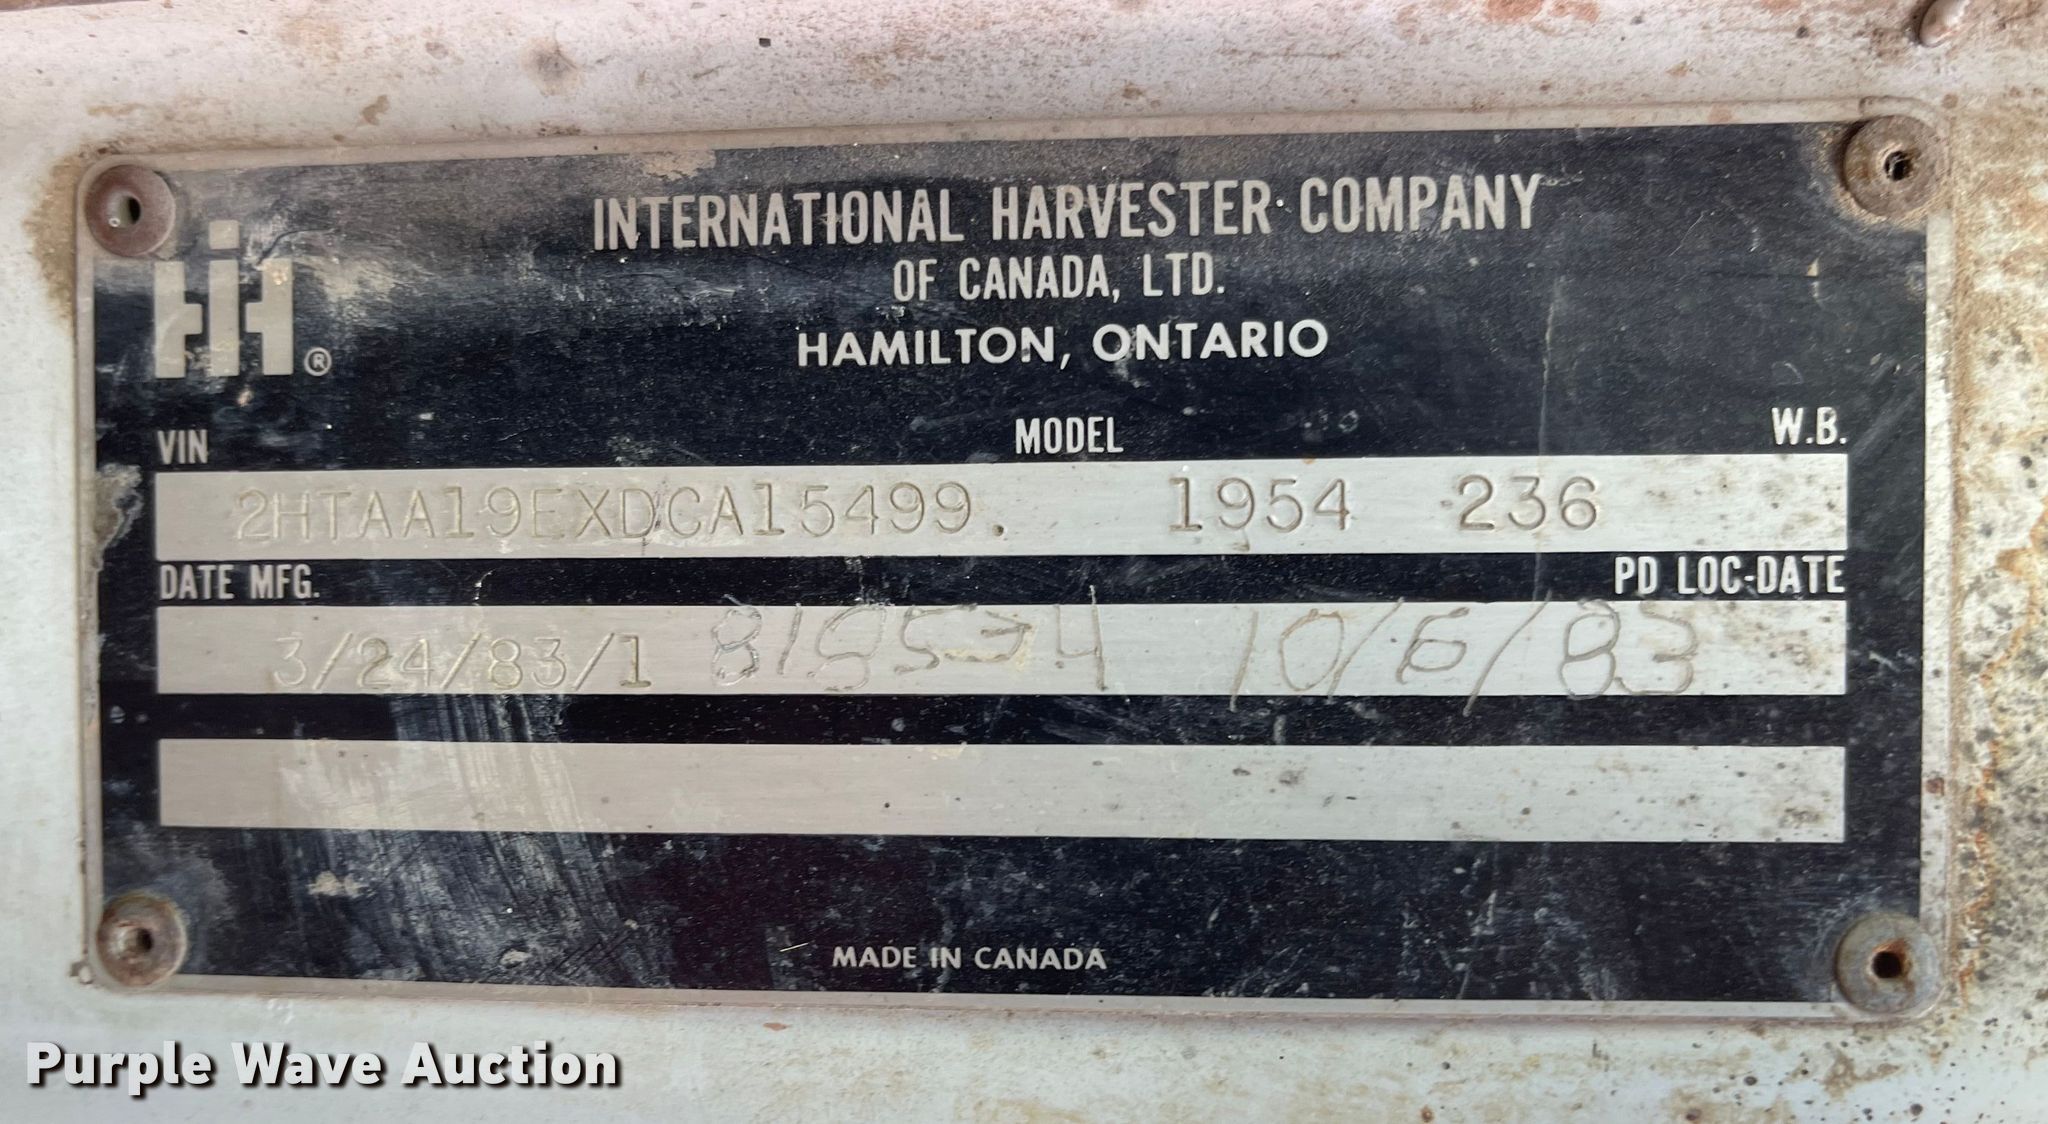 INTERNATIONAL HARVESTER COMPANY
OF CANADA, LTD.
HAMILTON, ONTARIO
IH ®
VIN MODEL W.B.
2HTAA19EXDCA15499. 1954 236
DATE MFG. PD LOC-DATE
3/24/83/1 10/6/83
MADE IN CANADA
Purple Wave Auction